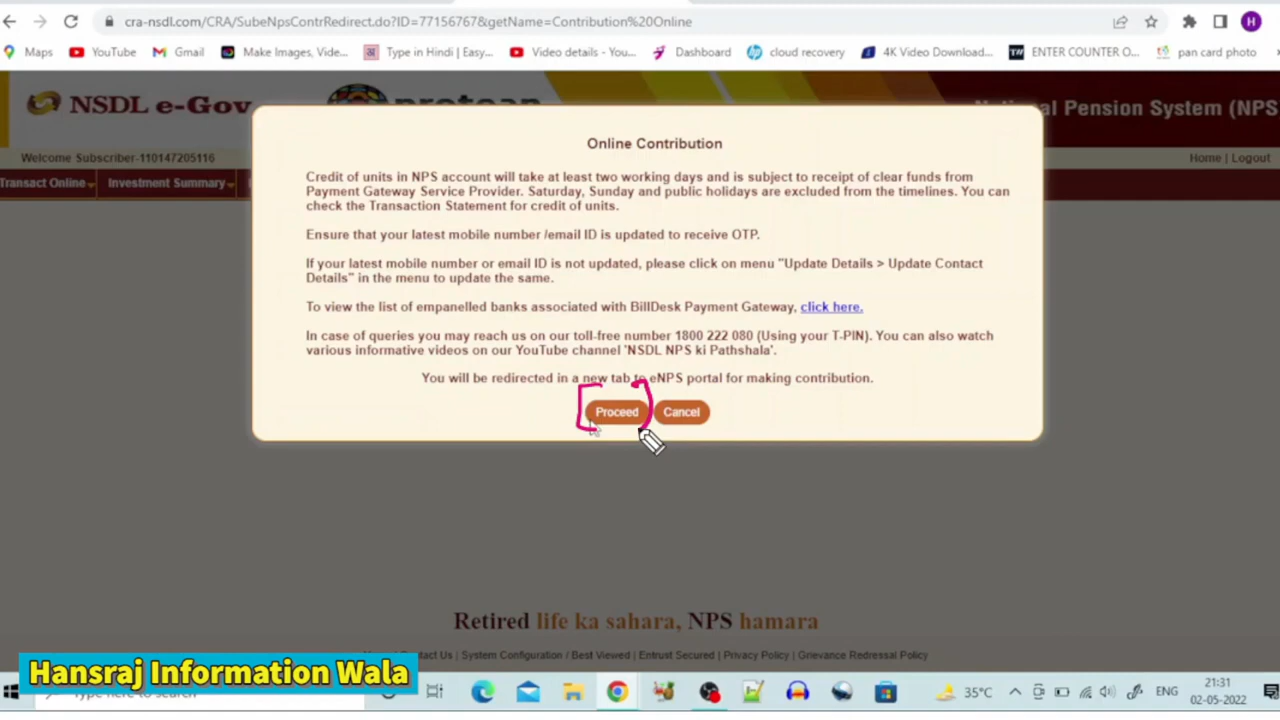 cra-nsdl.com/CRA/SubeNpsContrRedirect.do?ID=77156767&getName=Contribution%20Online
H
Maps YouTube Gmail Make Images, Vide... Type in Hindi | Easy... Video details - You... Dashboard cloud recovery 4K Video Download... ENTER COUNTER O... pan card photo
NSDL e-Gov
National Pension System (NPS
Welcome Subscriber-110147205116
Home | Logout
Transact Online Investment Summary
Online Contribution
Credit of units in NPS account will take at least two working days and is subject to receipt of clear funds from
Payment Gateway Service Provider. Saturday, Sunday and public holidays are excluded from the timelines. You can
check the Transaction Statement for credit of units.
Ensure that your latest mobile number /email ID is updated to receive OTP.
If your latest mobile number or email ID is not updated, please click on menu "Update Details > Update Contact
Details" in the menu to update the same.
To view the list of empanelled banks associated with BillDesk Payment Gateway, click here.
In case of queries you may reach us on our toll-free number 1800 222 080 (Using your T-PIN). You can also watch
various informative videos on our YouTube channel 'NSDL NPS ki Pathshala'.
You will be redirected in a new tab to eNPS portal for making contribution.
Proceed Cancel
Retired life ka sahara, NPS hamara
Contact Us | System Configuration / Best Viewed | Entrust Secured | Privacy Policy | Grievance Redressal Policy
Hansraj Information Wala
Type here to search
35°C
ENG
21:31
02-05-2022